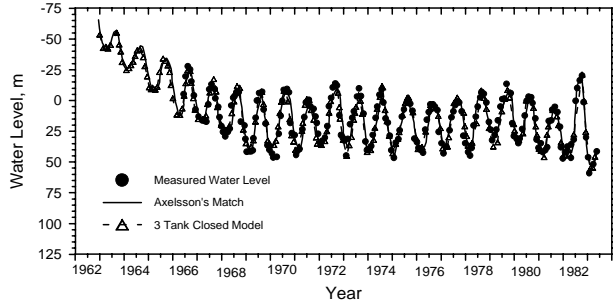 -75
-50
-25
0
25
50
75
100
125
Water Level, m
Measured Water Level
Axelsson's Match
3 Tank Closed Model
1962 1964 1966 1968 1970 1972 1974 1976 1978 1980 1982
Year